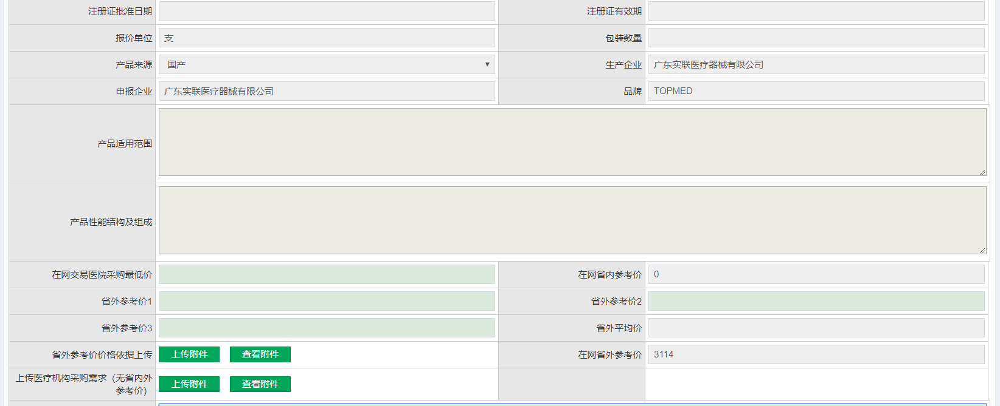 注册证批准日期 注册证有效期
报价单位 支 包装数量
产品来源 国产 生产企业 广东实联医疗器械有限公司
申报企业 广东实联医疗器械有限公司 品牌 TOPMED
产品适用范围
产品性能结构及组成
在网交易医院采购最低价 在网省内参考价 0
省外参考价1 省外参考价2
省外参考价3 省外平均价
省外参考价价格依据上传 上传附件 查看附件 在网省外参考价 3114
上传医疗机构采购需求（无省内外
参考价） 上传附件 查看附件